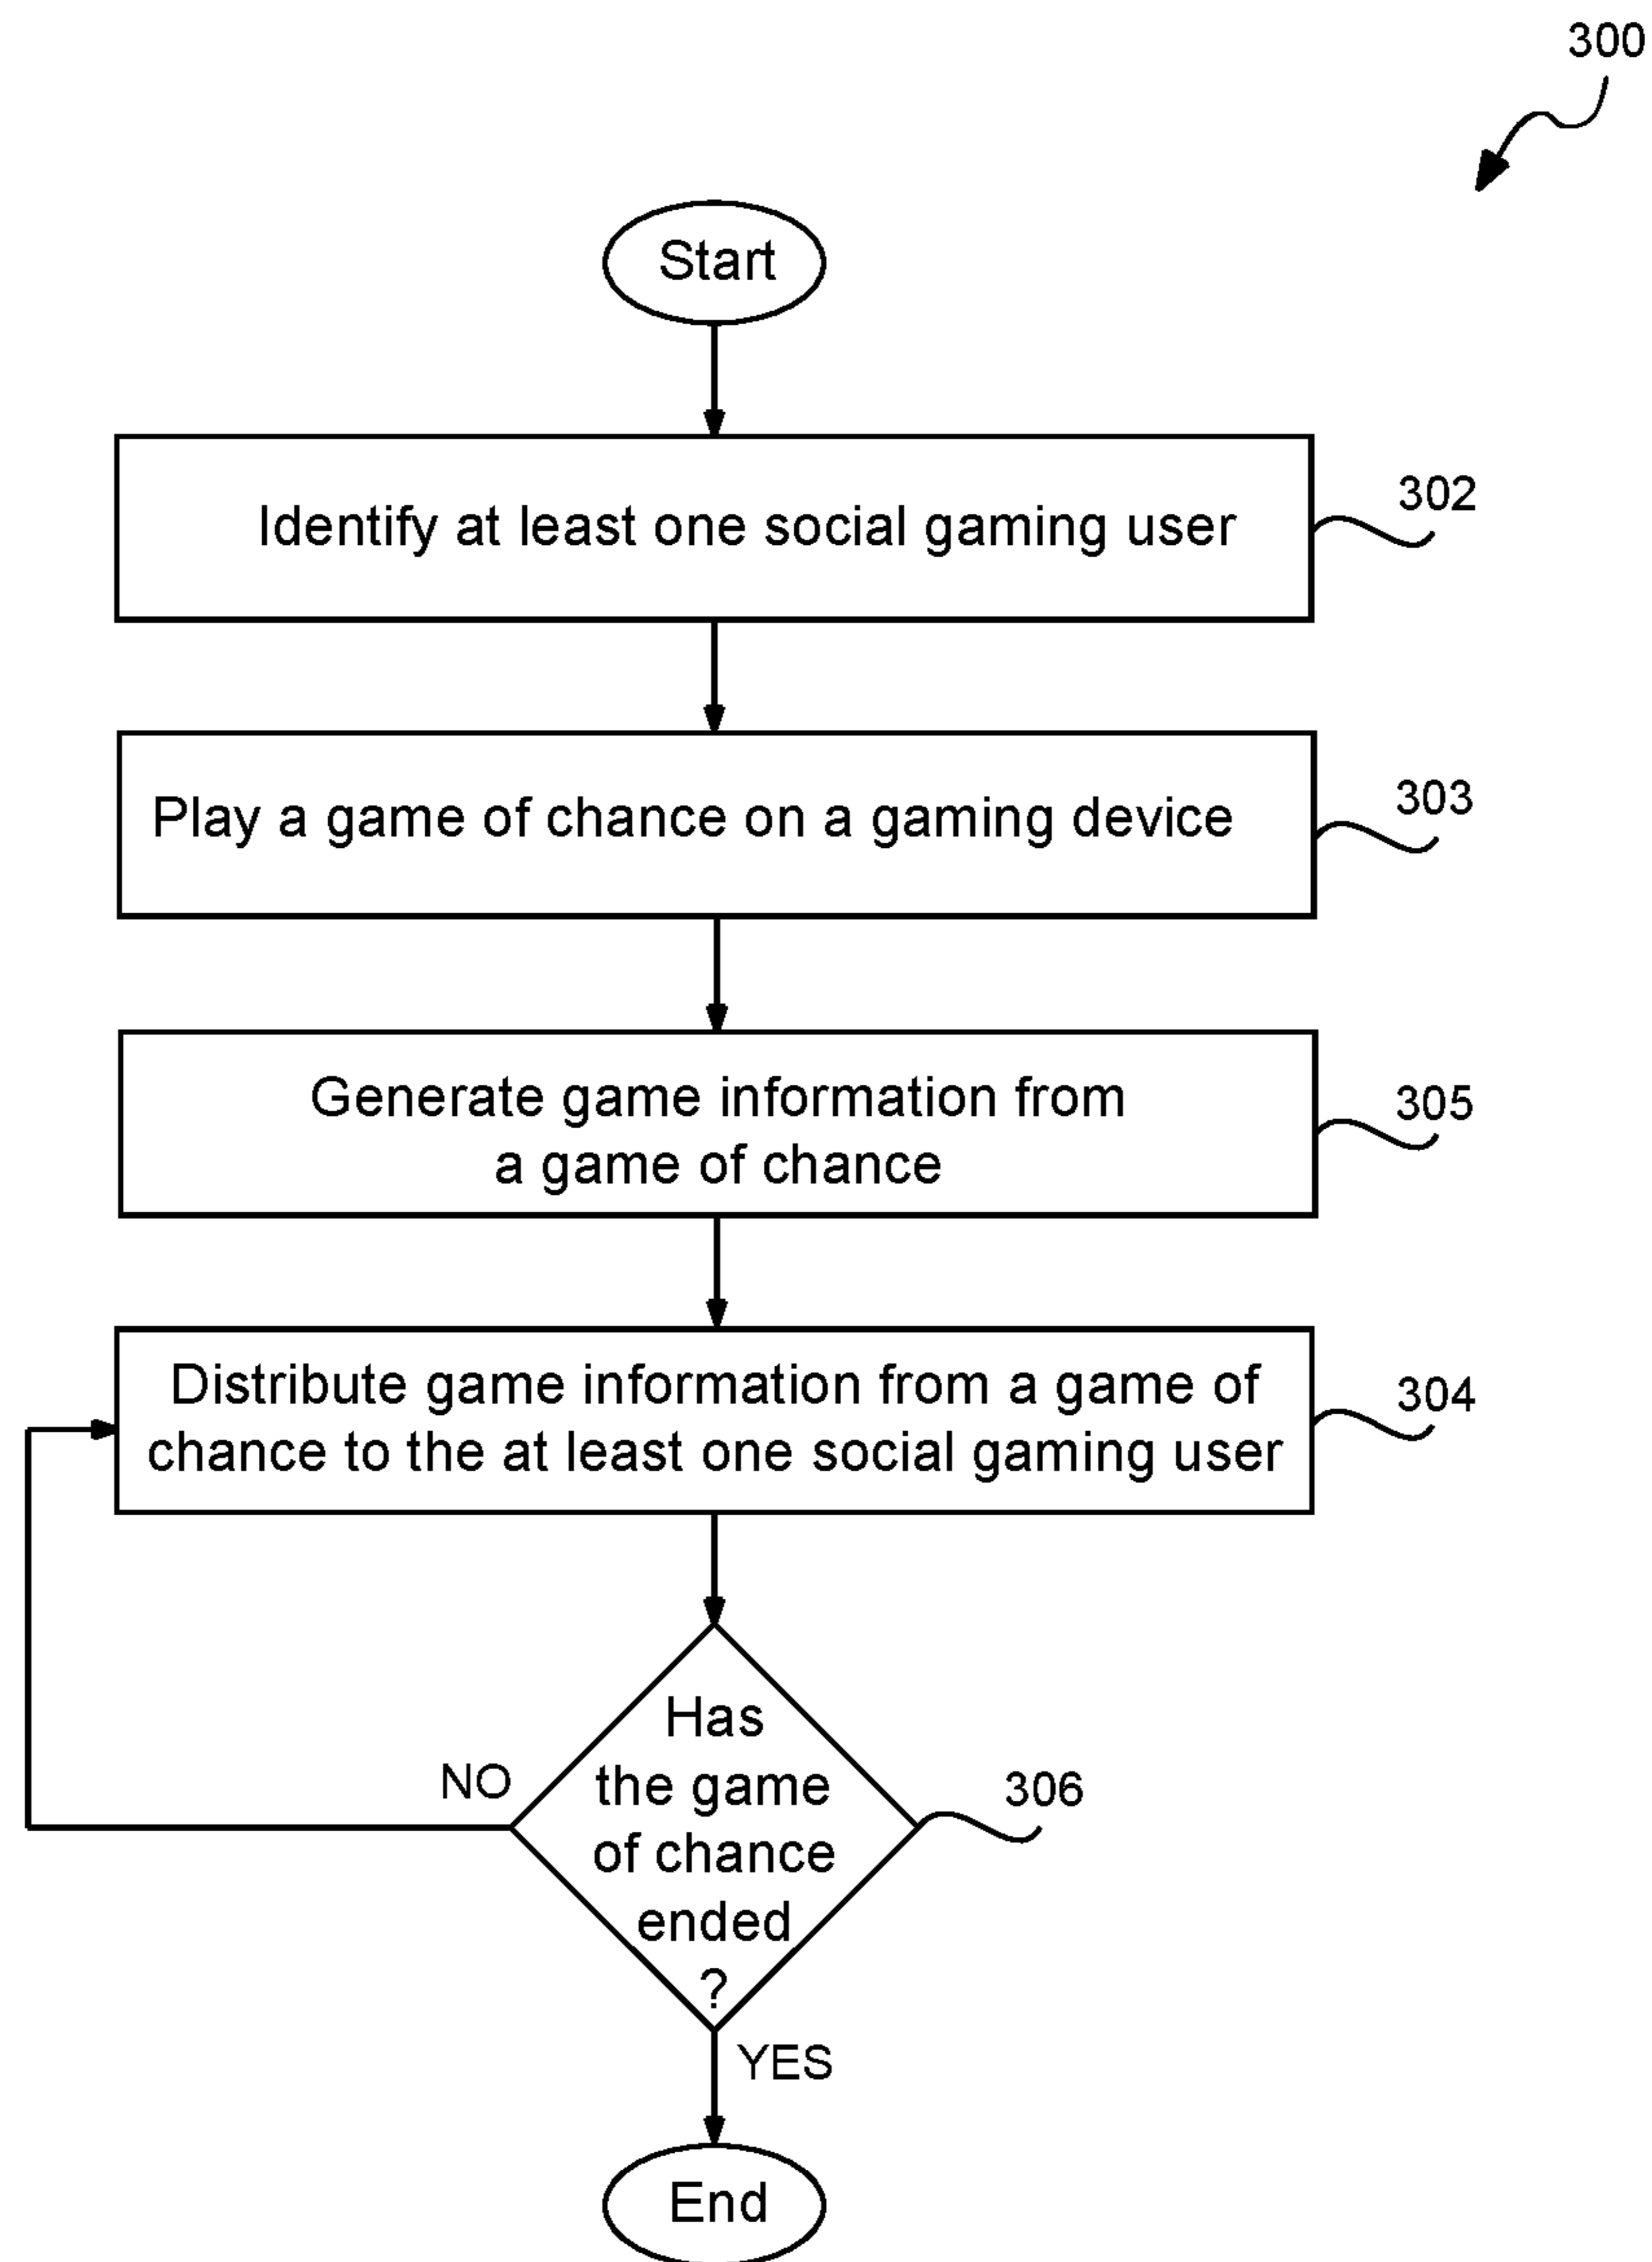 300
Start
Identify at least one social gaming user
302
Play a game of chance on a gaming device
303
Generate game information from
a game of chance
305
Distribute game information from a game of
chance to the at least one social gaming user
304
Has
the game
of chance
ended
?
NO
306
YES
End